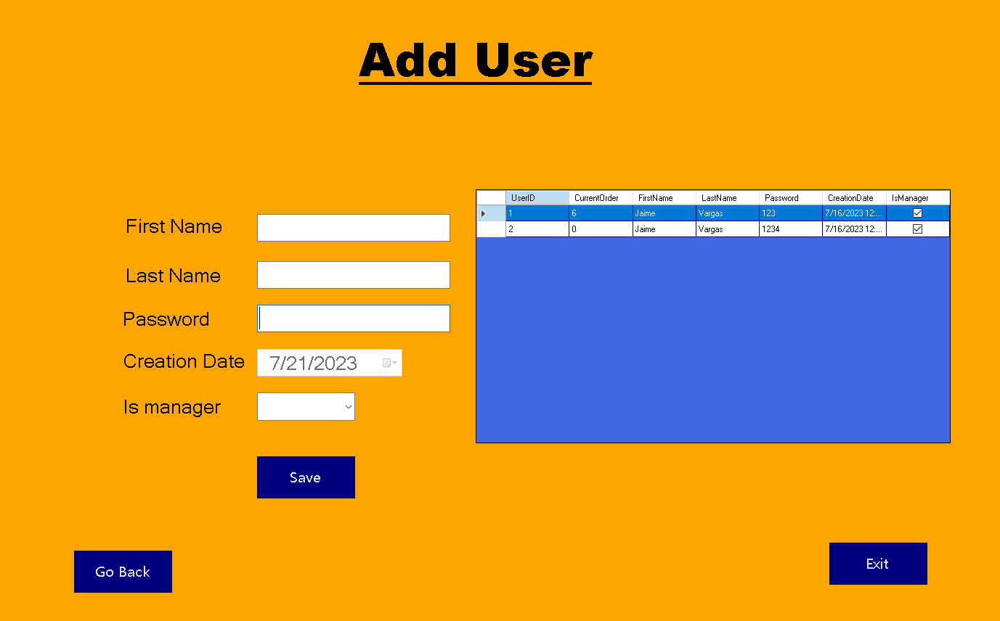 Add User
UserID CurrentOrder FirstName LastName Password CreationDate IsManager
1 6 Jaime Vargas 123 7/16/2023 12:...
2 0 Jaime Vargas 1234 7/16/2023 12:...
First Name
Last Name
Password
Creation Date 7/21/2023
Is manager
Save
Go Back
Exit